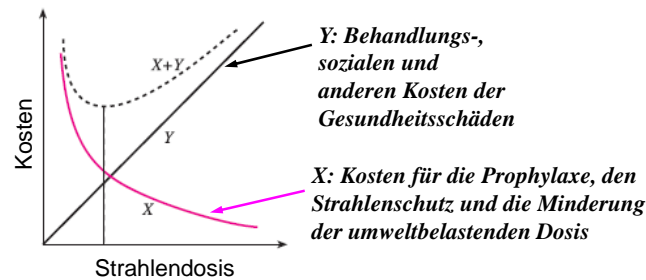 Kosten
X+Y
Y
X
Strahlendosis
Y: Behandlungs-,
sozialen und
anderen Kosten der
Gesundheitsschäden
X: Kosten für die Prophylaxe, den
Strahlenschutz und die Minderung
der umweltbelastenden Dosis